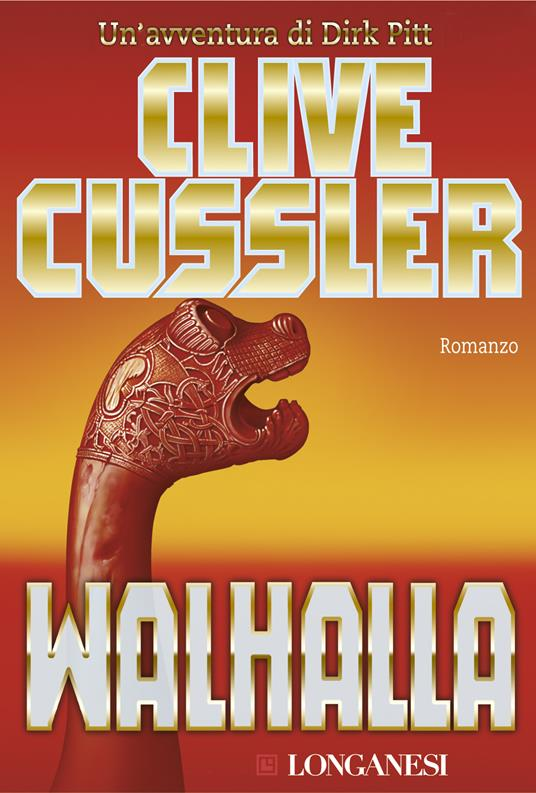 Un'avventura di Dirk Pitt
CLIVE
CUSSLER
Romanzo
WALHALLA
LONGANESI